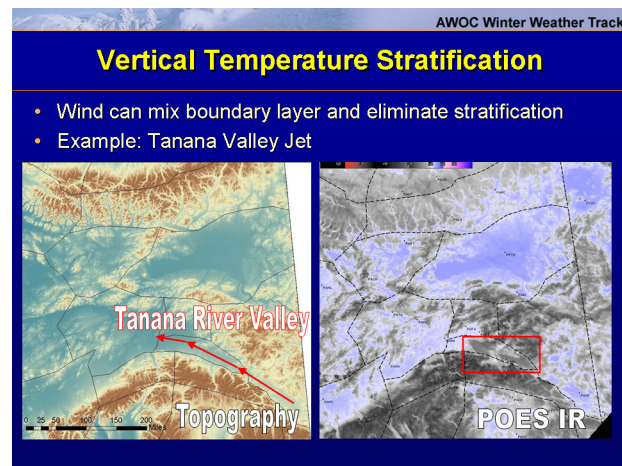 AWOC Winter Weather Track
Vertical Temperature Stratification
• Wind can mix boundary layer and eliminate stratification
• Example: Tanana Valley Jet
Tanana River Valley
Topography
0 25 50 100 150 200
Miles
POES IR